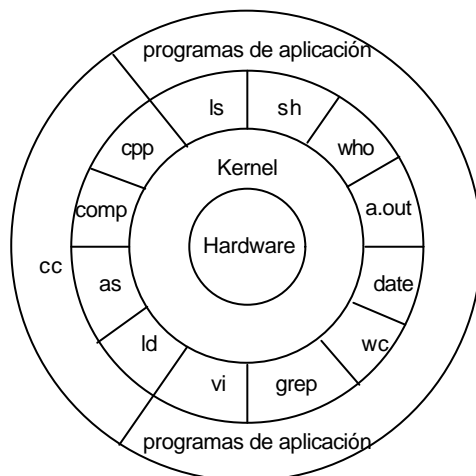 programas de aplicación
ls
sh
cpp
who
Kernel
comp
a.out
Hardware
cc
as
date
ld
wc
vi
grep
programas de aplicación